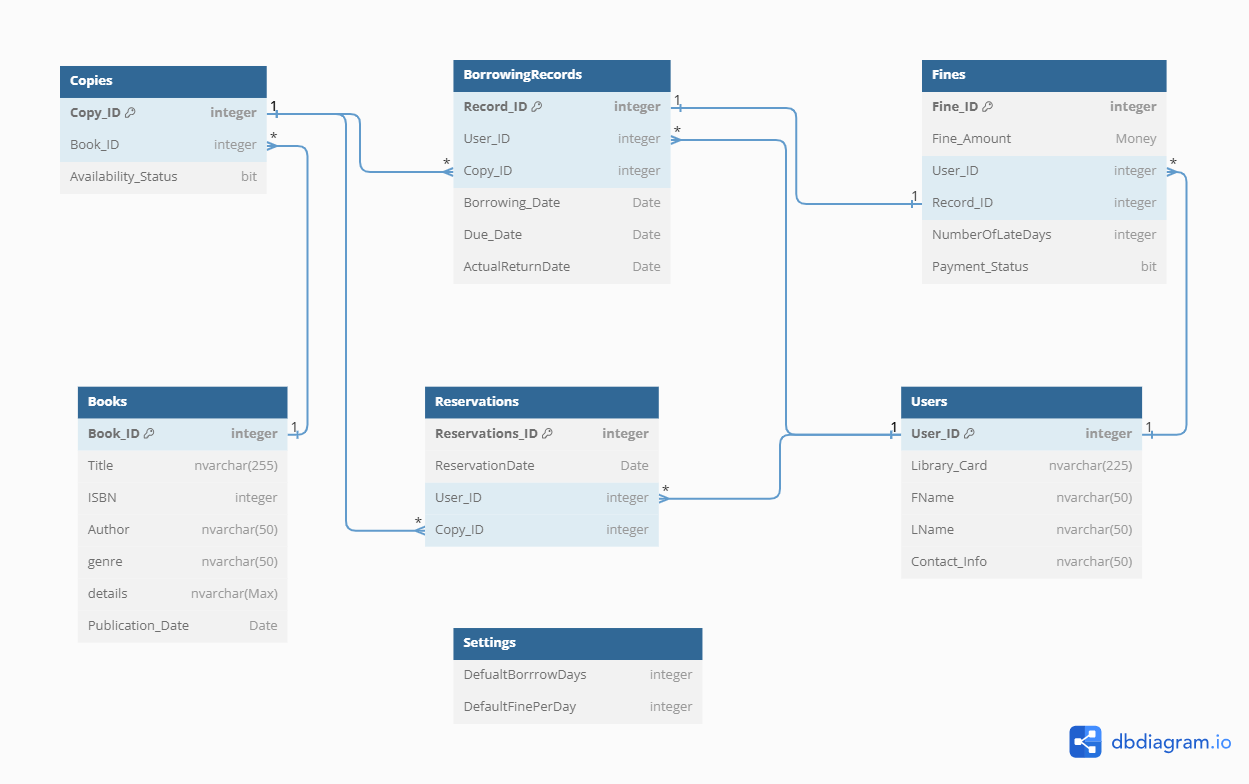 Copies
Copy_ID integer
Book_ID integer
Availability_Status bit
1
*
BorrowingRecords
Record_ID integer
User_ID integer
Copy_ID integer
Borrowing_Date Date
Due_Date Date
ActualReturnDate Date
*
1
*
Fines
Fine_ID integer
Fine_Amount Money
User_ID integer
Record_ID integer
NumberOfLateDays integer
Payment_Status bit
1
*
Books
Book_ID integer
Title nvarchar(255)
ISBN integer
Author nvarchar(50)
genre nvarchar(50)
details nvarchar(Max)
Publication_Date Date
1
Reservations
Reservations_ID integer
ReservationDate Date
User_ID integer
Copy_ID integer
*
*
Users
User_ID integer
Library_Card nvarchar(225)
FName nvarchar(50)
LName nvarchar(50)
Contact_Info nvarchar(50)
1
1
Settings
DefualtBorrrowDays integer
DefaultFinePerDay integer
dbdiagram.io